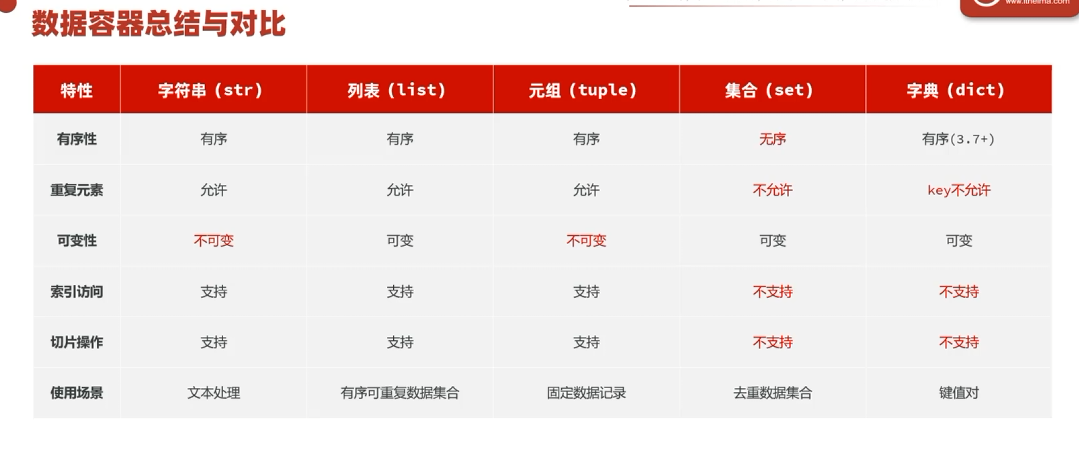 www.itheima.com
数据容器总结与对比
特性 字符串（str） 列表（list） 元组（tuple） 集合（set） 字典（dict）
有序性 有序 有序 有序 无序 有序(3.7+)
重复元素 允许 允许 允许 不允许 key不允许
可变性 不可变 可变 不可变 可变 可变
索引访问 支持 支持 支持 不支持 不支持
切片操作 支持 支持 支持 不支持 不支持
使用场景 文本处理 有序可重复数据集合 固定数据记录 去重数据集合 键值对